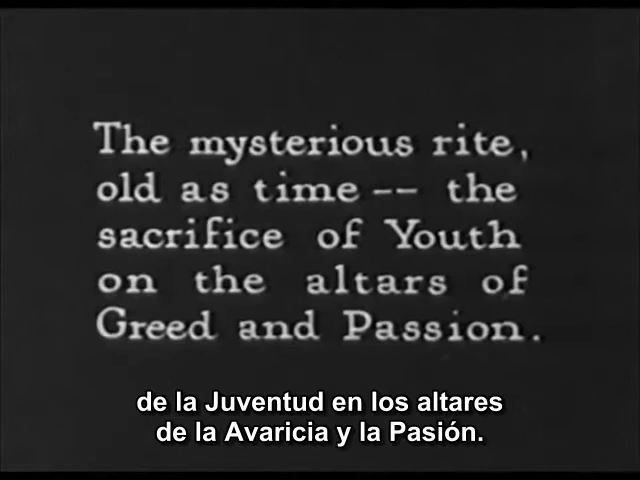 The mysterious rite,
old as time -- the
sacrifice of Youth
on the altars of
Greed and Passion.
de la Juventud en los altares
de la Avaricia y la Pasión.